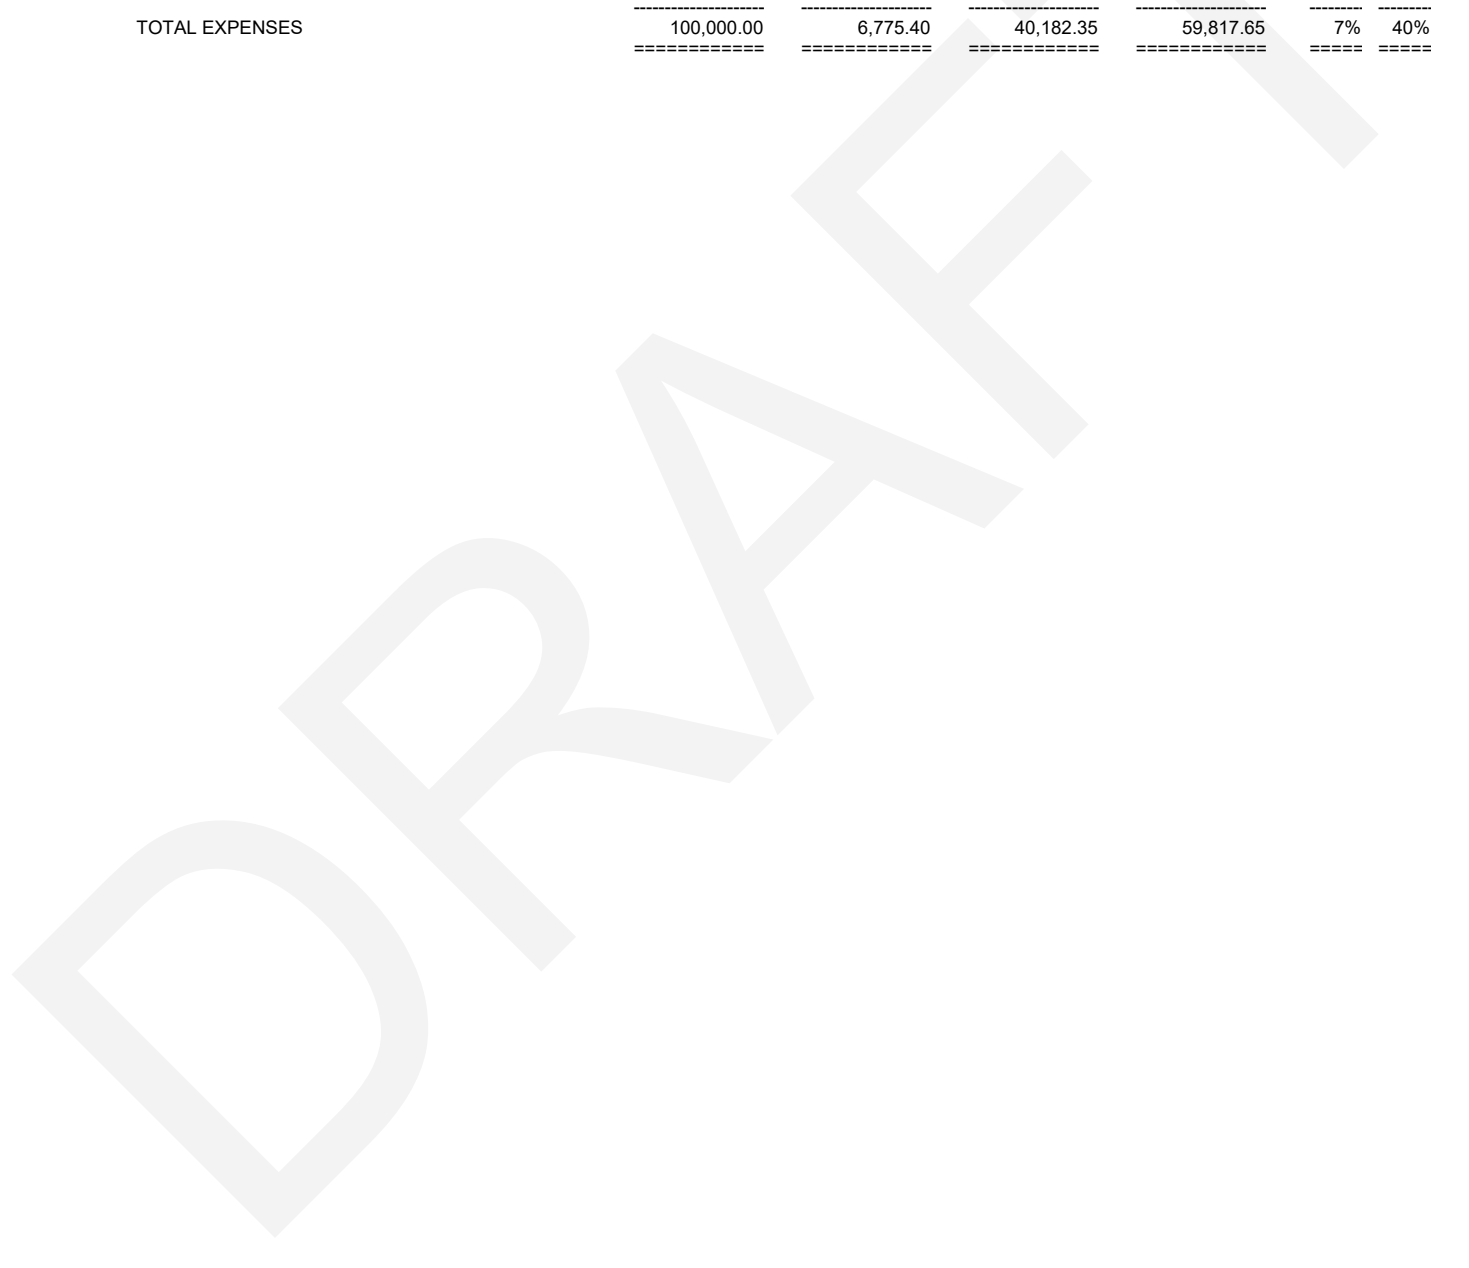 -------------------- -------------------- -------------------- -------------------- -------- --------
TOTAL EXPENSES 100,000.00 6,775.40 40,182.35 59,817.65 7% 40%
============ ============ ============ ============ ===== =====
DRAFT